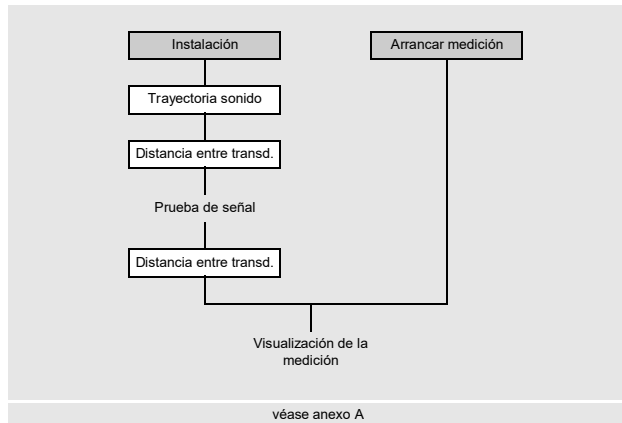 Instalación
Arrancar medición
Trayectoria sonido
Distancia entre transd.
Prueba de señal
Distancia entre transd.
Visualización de la
medición
véase anexo A